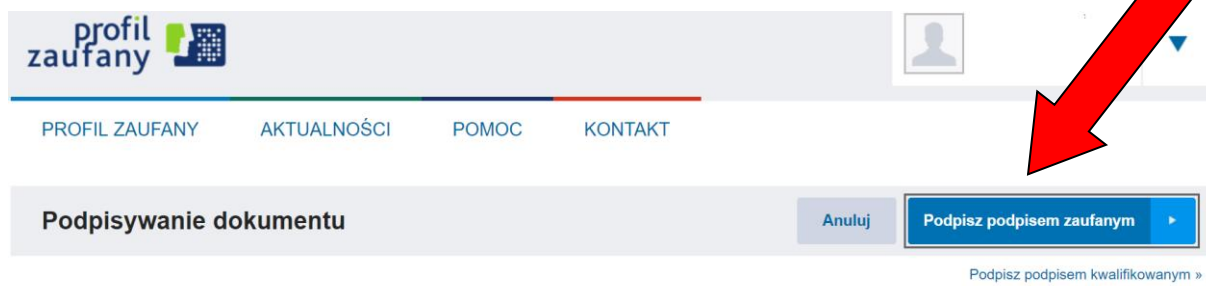 profil
zaufany
PROFIL ZAUFANY AKTUALNOŚCI POMOC KONTAKT
Podpisywanie dokumentu Anuluj Podpisz podpisem zaufanym
Podpisz podpisem kwalifikowanym »